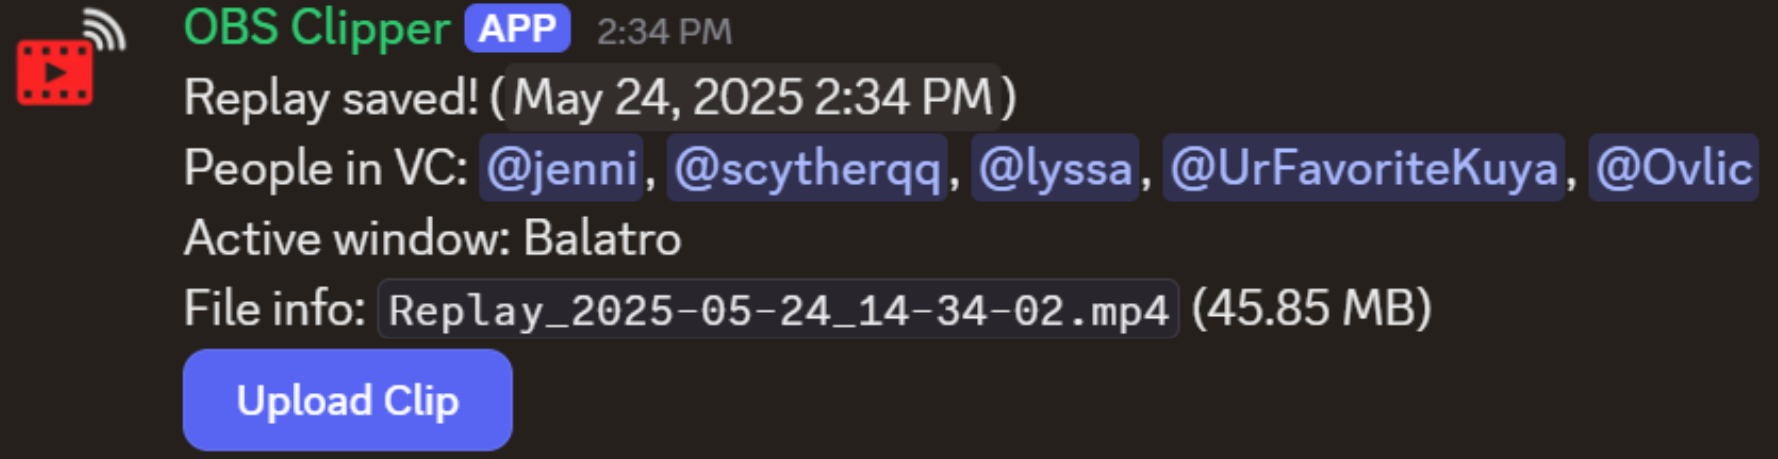 OBS Clipper APP 2:34 PM
Replay saved! (May 24, 2025 2:34 PM)
People in VC: @jenni, @scytherqq, @lyssa, @UrFavoriteKuya, @Ovlic
Active window: Balatro
File info: Replay_2025-05-24_14-34-02.mp4 (45.85 MB)
Upload Clip